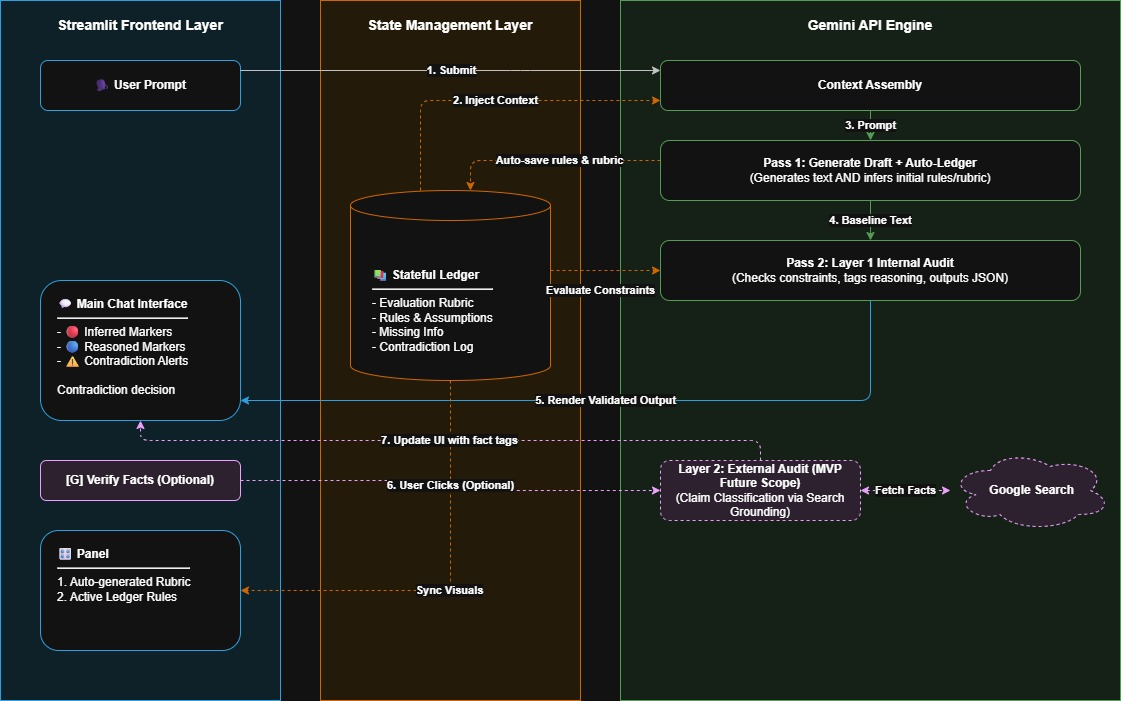 Streamlit Frontend Layer
State Management Layer
Gemini API Engine
User Prompt
1. Submit
Context Assembly
2. Inject Context
3. Prompt
Auto-save rules & rubric
Pass 1: Generate Draft + Auto-Ledger
(Generates text AND infers initial rules/rubric)
4. Baseline Text
Pass 2: Layer 1 Internal Audit
(Checks constraints, tags reasoning, outputs JSON)
Stateful Ledger
- Evaluation Rubric
- Rules & Assumptions
- Missing Info
- Contradiction Log
Evaluate Constraints
Main Chat Interface
- Inferred Markers
- Reasoned Markers
- Contradiction Alerts
Contradiction decision
5. Render Validated Output
7. Update UI with fact tags
[G] Verify Facts (Optional)
6. User Clicks (Optional)
Layer 2: External Audit (MVP
Future Scope)
(Claim Classification via Search
Grounding)
Fetch Facts
Google Search
Panel
1. Auto-generated Rubric
2. Active Ledger Rules
Sync Visuals